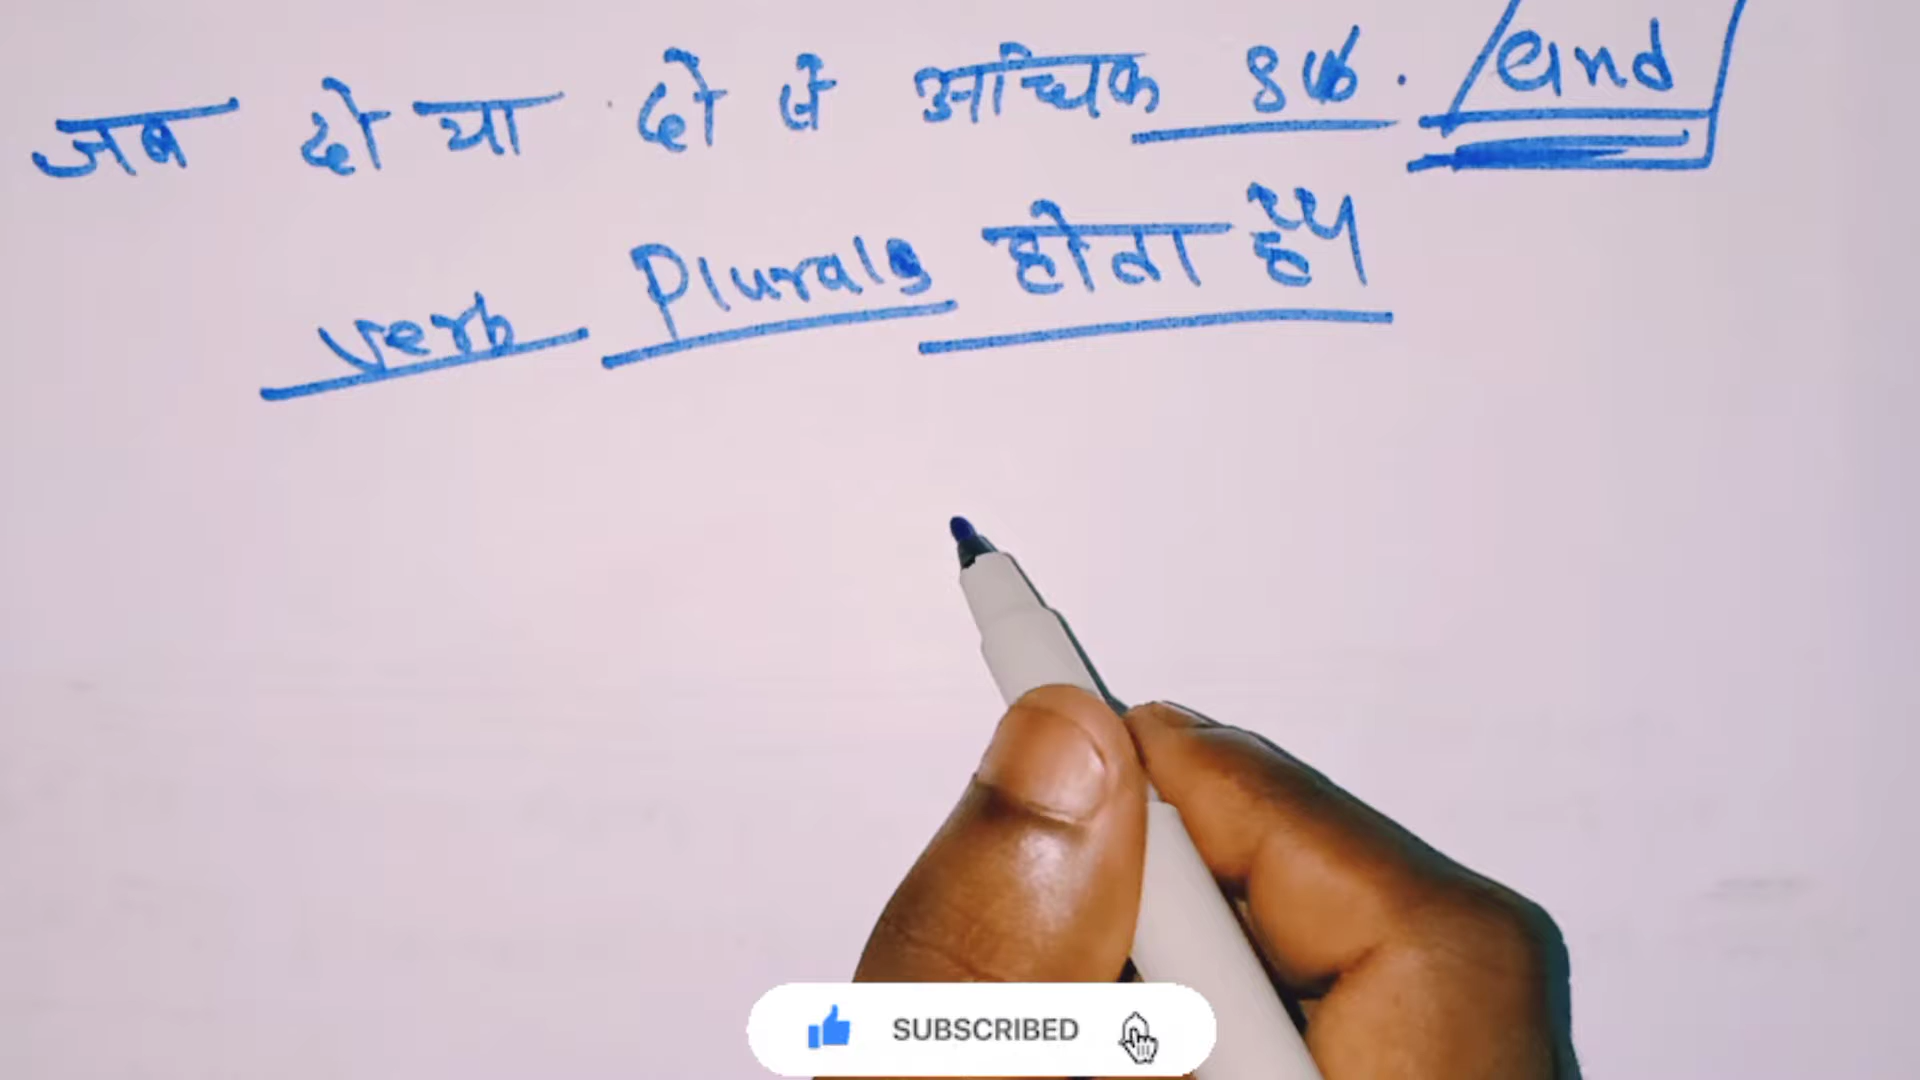 जब दो या दो से अधिक sub. and
verb Plurals होता है।
SUBSCRIBED